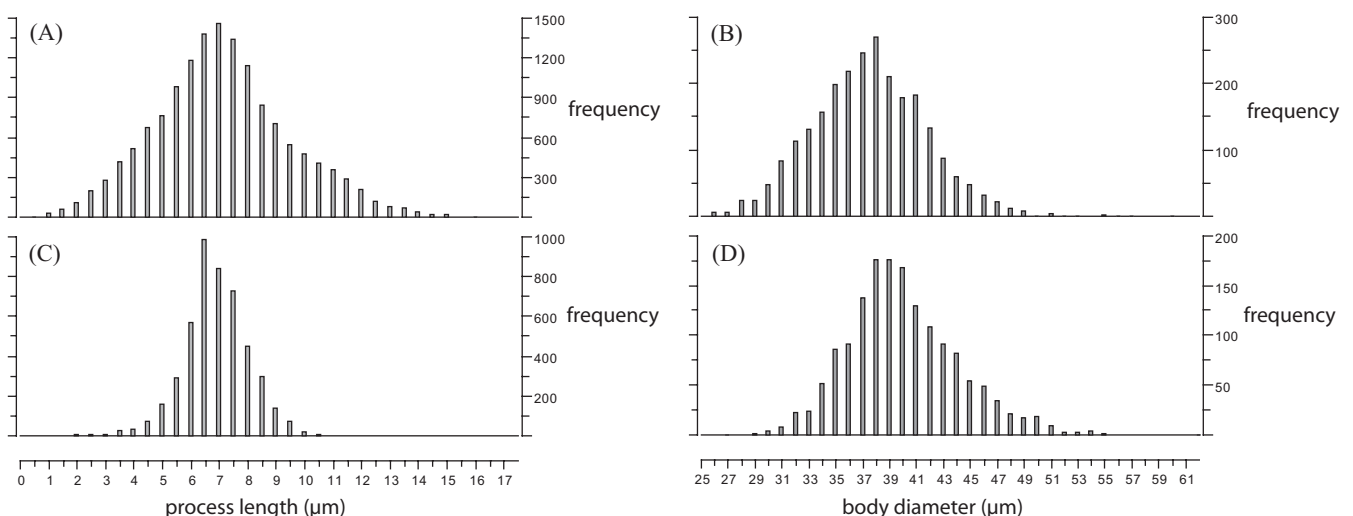 (A)
1500
1200
900
600
300
frequency
(B)
300
200
100
frequency
(C)
1000
800
600
400
200
frequency
(D)
200
150
100
50
frequency
0 1 2 3 4 5 6 7 8 9 10 11 12 13 14 15 16 17
process length (µm)
25 27 29 31 33 35 37 39 41 43 45 47 49 51 53 55 57 59 61
body diameter (µm)